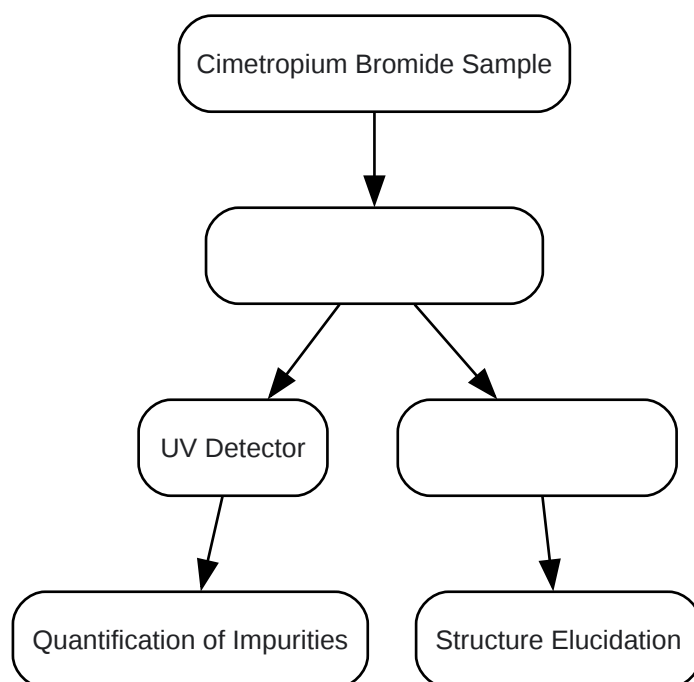 Cimetropium Bromide Sample
UV Detector
Quantification of Impurities
Structure Elucidation